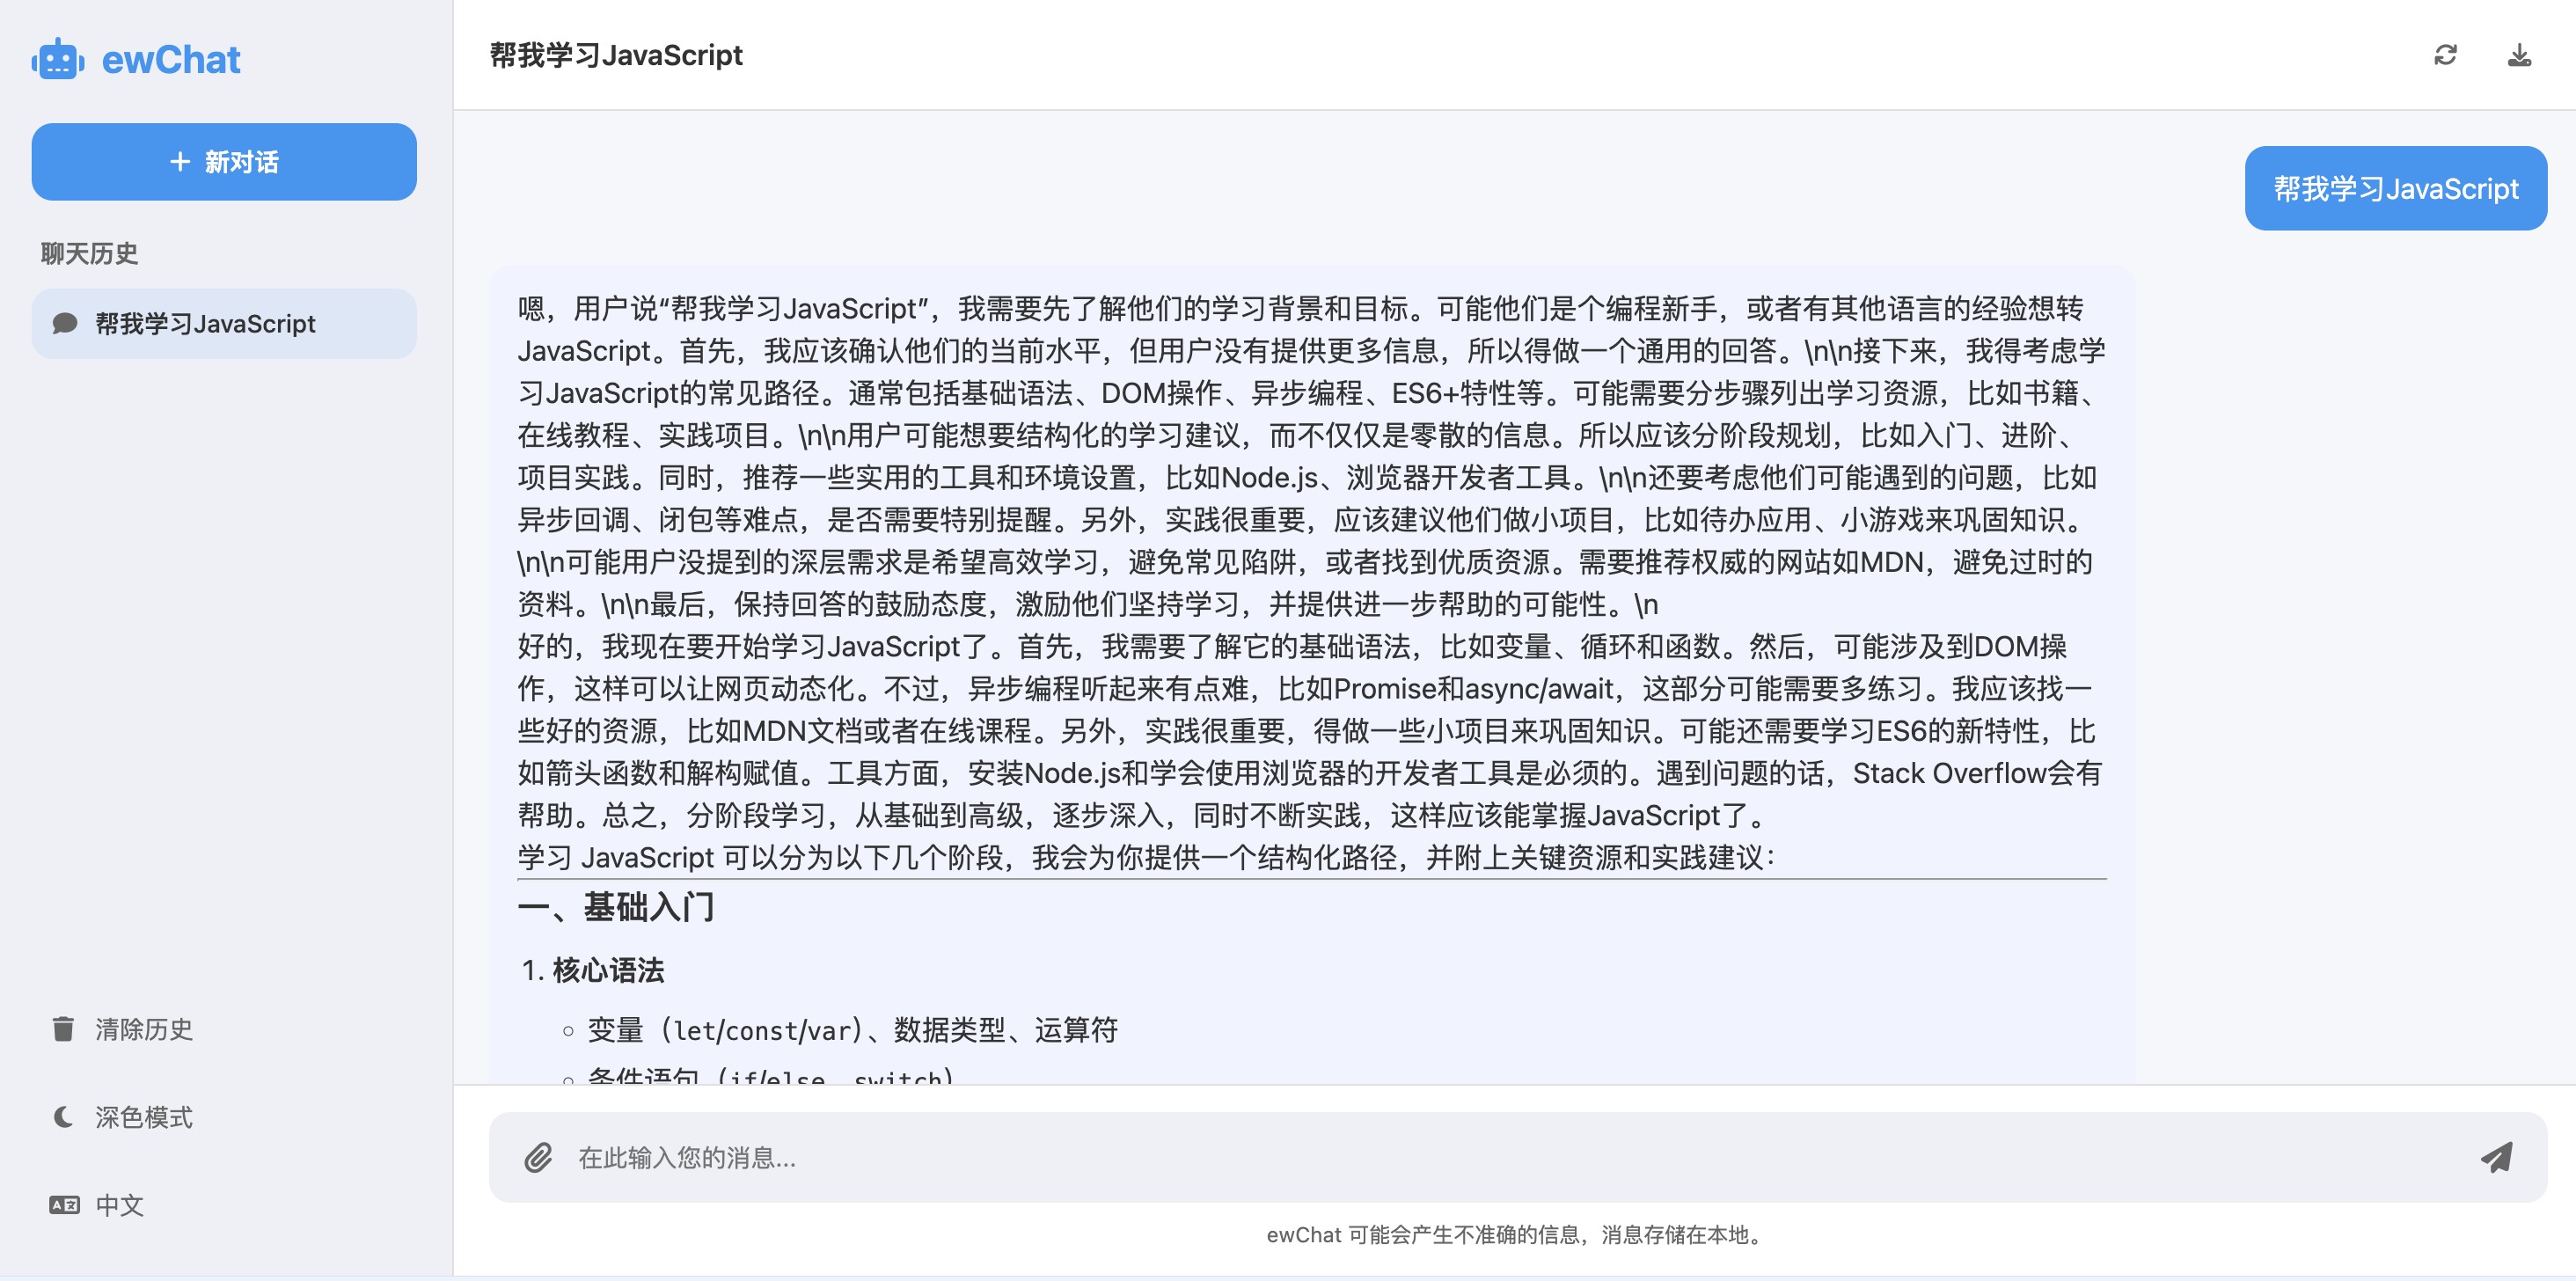 ewChat
新对话
聊天历史
帮我学习JavaScript
清除历史
深色模式
中文
帮我学习JavaScript
帮我学习JavaScript
嗯，用户说“帮我学习JavaScript”，我需要先了解他们的学习背景和目标。可能他们是个编程新手，或者有其他语言的经验想转
JavaScript。首先，我应该确认他们的当前水平，但用户没有提供更多信息，所以得做一个通用的回答。\n\n接下来，我得考虑学
习JavaScript的常见路径。通常包括基础语法、DOM操作、异步编程、ES6+特性等。可能需要分步骤列出学习资源，比如书籍、
在线教程、实践项目。\n\n用户可能想要结构化的学习建议，而不仅仅是零散的信息。所以应该分阶段规划，比如入门、进阶、
项目实践。同时，推荐一些实用的工具和环境设置，比如Node.js、浏览器开发者工具。\n\n还要考虑他们可能遇到的问题，比如
异步回调、闭包等难点，是否需要特别提醒。另外，实践很重要，应该建议他们做小项目，比如待办应用、小游戏来巩固知识。
\n\n可能用户没提到的深层需求是希望高效学习，避免常见陷阱，或者找到优质资源。需要推荐权威的网站如MDN，避免过时的
资料。\n\n最后，保持回答的鼓励态度，激励他们坚持学习，并提供进一步帮助的可能性。\n
好的，我现在要开始学习JavaScript了。首先，我需要了解它的基础语法，比如变量、循环和函数。然后，可能涉及到DOM操
作，这样可以让网页动态化。不过，异步编程听起来有点难，比如Promise和async/await，这部分可能需要多练习。我应该找一
些好的资源，比如MDN文档或者在线课程。另外，实践很重要，得做一些小项目来巩固知识。可能还需要学习ES6的新特性，比
如箭头函数和解构赋值。工具方面，安装Node.js和学会使用浏览器的开发者工具是必须的。遇到问题的话，Stack Overflow会有
帮助。总之，分阶段学习，从基础到高级，逐步深入，同时不断实践，这样应该能掌握JavaScript了。
学习 JavaScript 可以分为以下几个阶段，我会为你提供一个结构化路径，并附上关键资源和实践建议：
一、基础入门
1. 核心语法
变量（let/const/var）、数据类型、运算符
条件语句（if/else、switch）
在此输入您的消息...
ewChat 可能会产生不准确的信息，消息存储在本地。